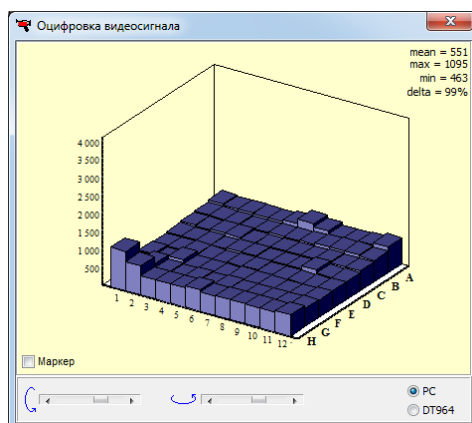 Оцифровка видеосигнала
mean = 551
max = 1095
min = 463
delta = 99%
4 000
3 500
3 000
2 500
2 000
1 500
1 000
500
1 2 3 4 5 6 7 8 9 10 11 12
H G F E D C B A
Маркер
PC
DT964